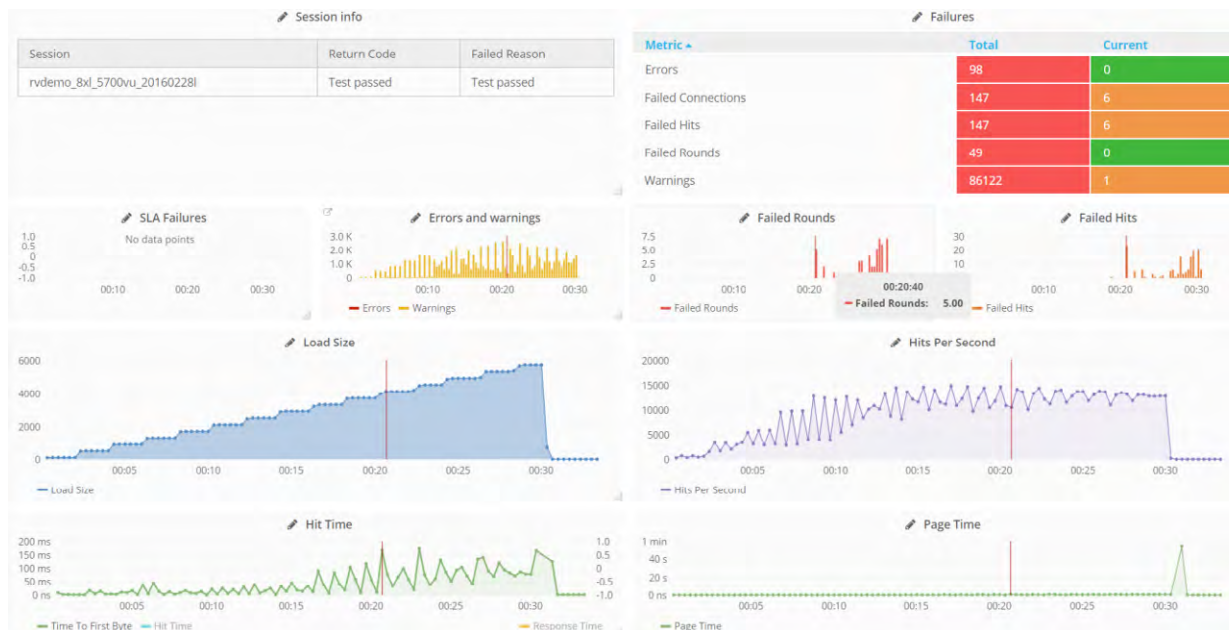 Session info
Session Return Code Failed Reason
rvdemo_8xl_5700vu_20160228l Test passed Test passed
Failures
Metric Total Current
Errors 98 0
Failed Connections 147 6
Failed Hits 147 6
Failed Rounds 49 0
Warnings 86122 1
SLA Failures
No data points
1.0
0.5
0
-0.5
-1.0
00:10 00:20 00:30
Errors and warnings
3.0 K
2.0 K
1.0 K
0
00:10 00:20 00:30
Errors Warnings
Failed Rounds
7.5
5.0
2.5
0
00:10 00:20
00:20:40
Failed Rounds: 5.00
Failed Rounds
Failed Hits
30
20
10
00:10 00:20 00:30
Failed Hits
Load Size
6000
4000
2000
0
00:05 00:10 00:15 00:20 00:25 00:30
Load Size
Hits Per Second
20000
15000
10000
5000
0
00:05 00:10 00:15 00:20 00:25 00:30
Hits Per Second
Hit Time
200 ms
150 ms
100 ms
50 ms
0 ns
1.0
0.5
0
-0.5
-1.0
00:05 00:10 00:15 00:20 00:25 00:30
Time To First Byte Hit Time Response Time
Page Time
1 min
40 s
20 s
0 ns
00:05 00:10 00:15 00:20 00:25 00:30
Page Time